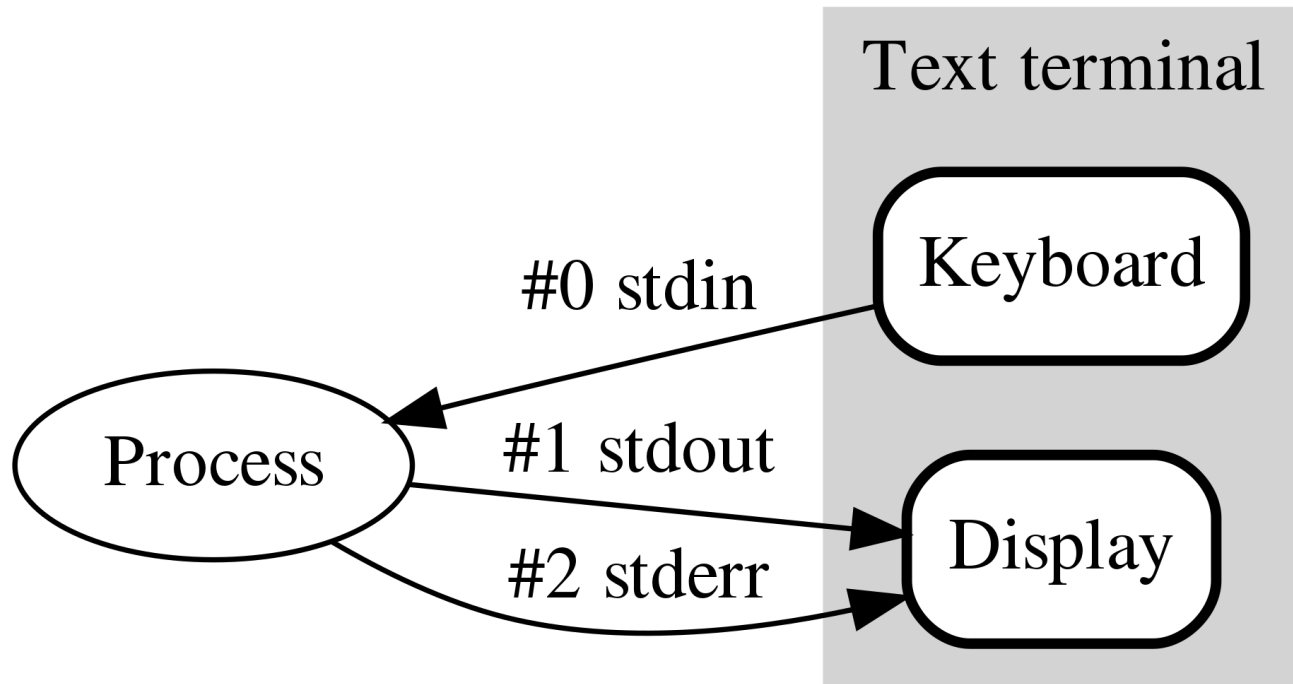 Text terminal
Keyboard
#0 stdin
Process
#1 stdout
Display
#2 stderr